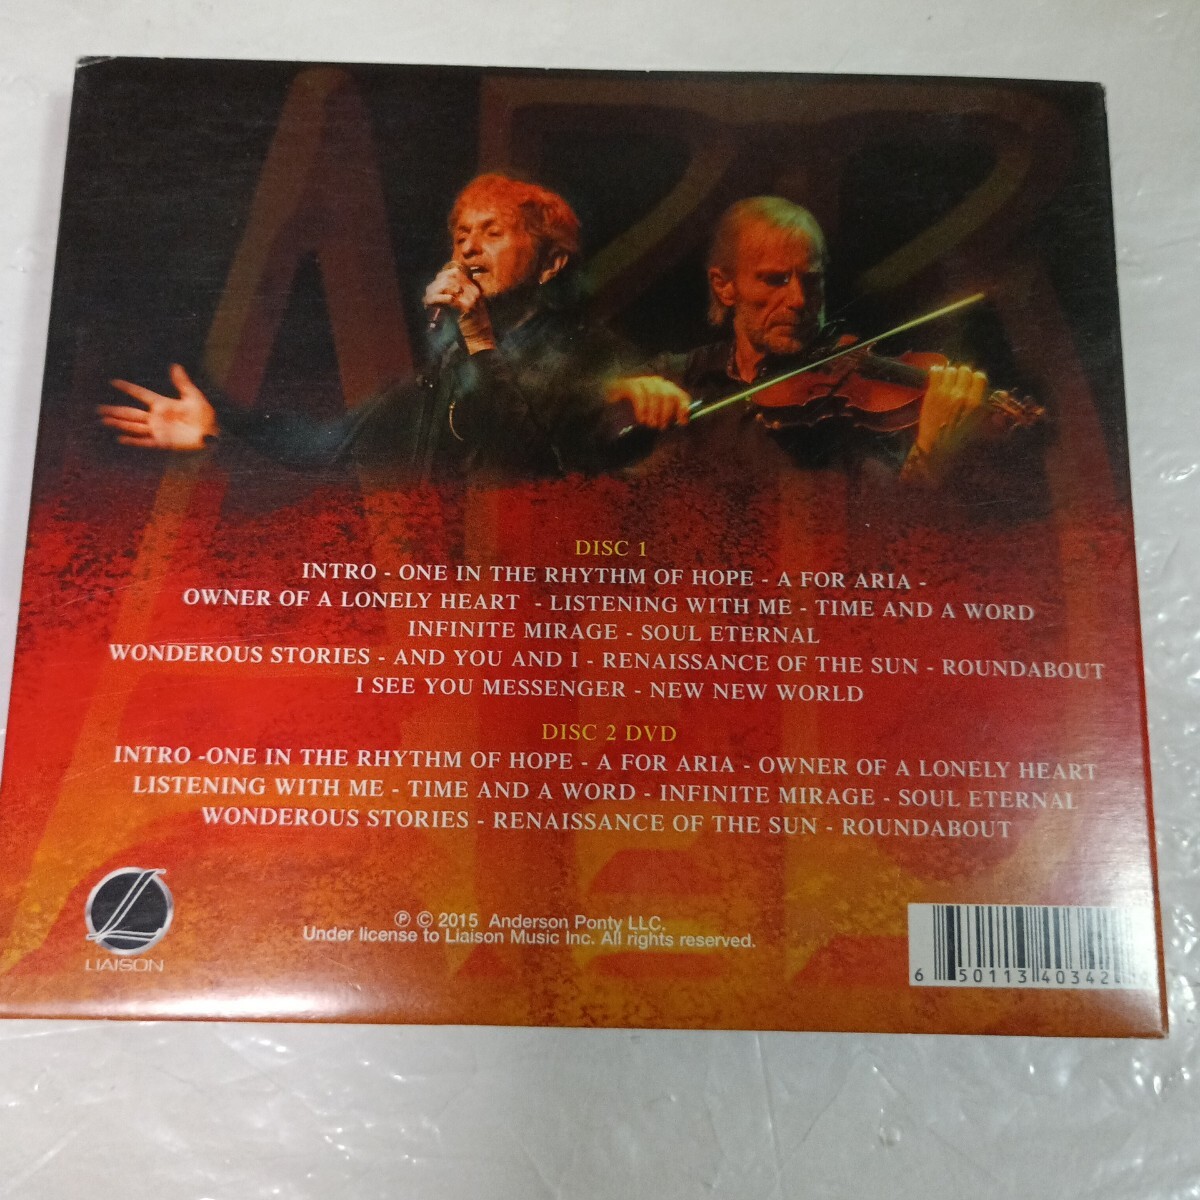 DISC 1
INTRO - ONE IN THE RHYTHM OF HOPE - A FOR ARIA -
OWNER OF A LONELY HEART - LISTENING WITH ME - TIME AND A WORD
INFINITE MIRAGE - SOUL ETERNAL
WONDEROUS STORIES - AND YOU AND I - RENAISSANCE OF THE SUN - ROUNDABOUT
I SEE YOU MESSENGER - NEW NEW WORLD
DISC 2 DVD
INTRO -ONE IN THE RHYTHM OF HOPE - A FOR ARIA - OWNER OF A LONELY HEART
LISTENING WITH ME - TIME AND A WORD - INFINITE MIRAGE - SOUL ETERNAL
WONDEROUS STORIES - RENAISSANCE OF THE SUN - ROUNDABOUT
LIAISON
℗ © 2015 Anderson Ponty LLC.
Under license to Liaison Music Inc. All rights reserved.
6 50113 40342